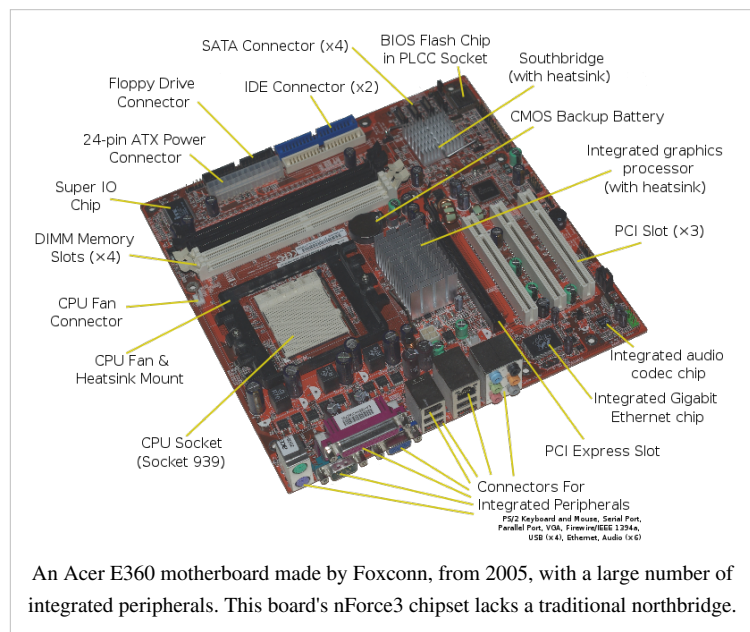 SATA Connector (x4)
BIOS Flash Chip
in PLCC Socket
Southbridge
(with heatsink)
Floppy Drive
Connector
IDE Connector (x2)
CMOS Backup Battery
24-pin ATX Power
Connector
Integrated graphics
processor
(with heatsink)
Super IO
Chip
PCI Slot (×3)
DIMM Memory
Slots (×4)
CPU Fan
Connector
CPU Fan &
Heatsink Mount
Integrated audio
codec chip
Integrated Gigabit
Ethernet chip
CPU Socket
(Socket 939)
PCI Express Slot
Connectors For
Integrated Peripherals
PS/2 Keyboard and Mouse, Serial Port,
Parallel Port, VGA, Firewire/IEEE 1394a,
USB (x4), Ethernet, Audio (x6)
An Acer E360 motherboard made by Foxconn, from 2005, with a large number of
integrated peripherals. This board's nForce3 chipset lacks a traditional northbridge.